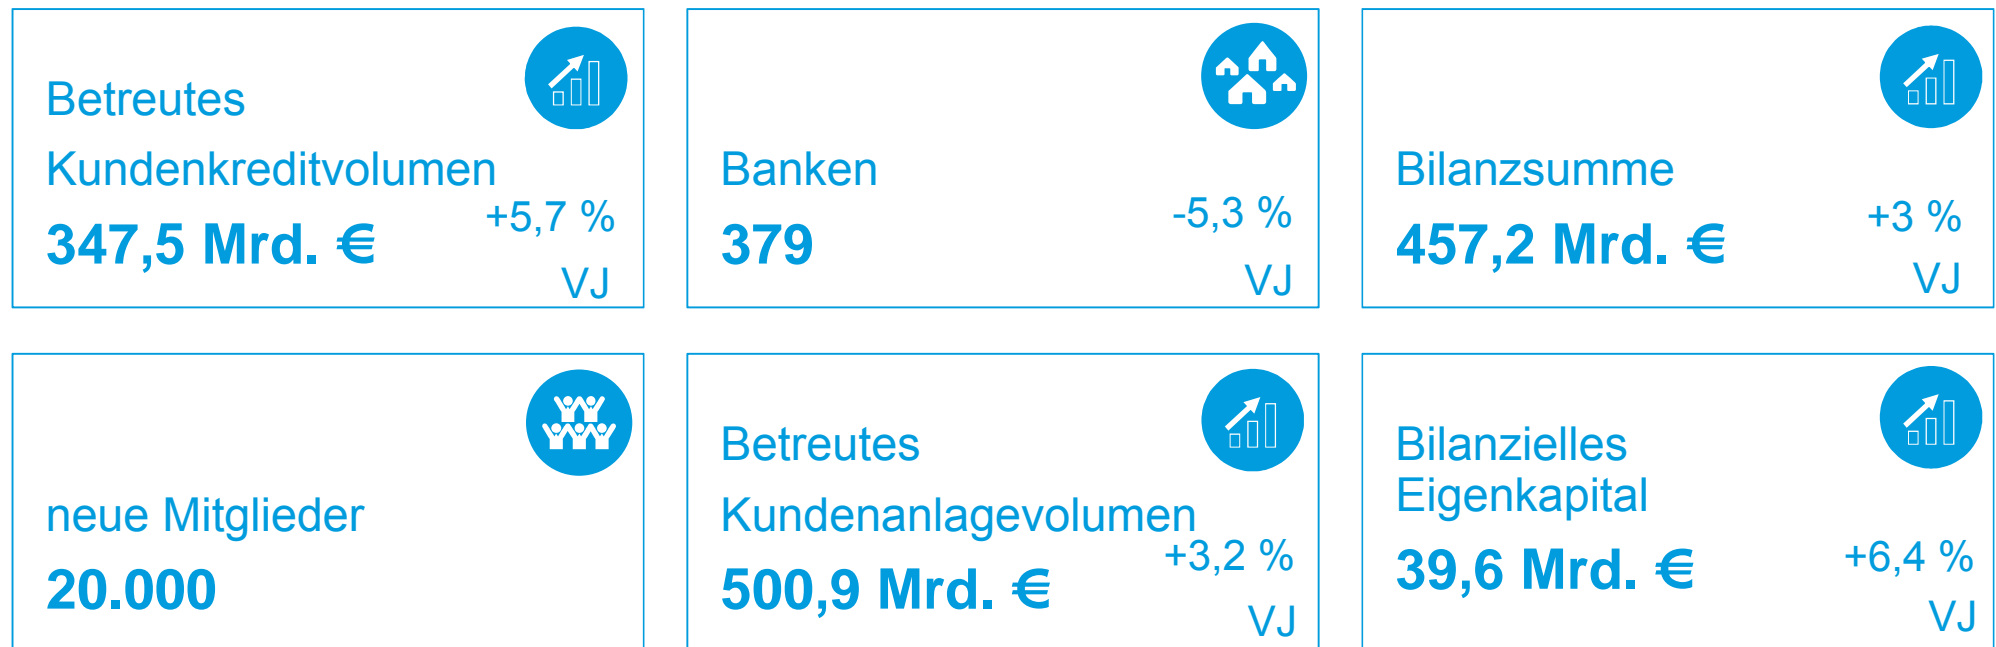 Betreutes
Kundenkreditvolumen
347,5 Mrd. €
+5,7 %
VJ
Banken
379
-5,3 %
VJ
Bilanzsumme
457,2 Mrd. €
+3 %
VJ
neue Mitglieder
20.000
Betreutes
Kundenanlagevolumen
500,9 Mrd. €
+3,2 %
VJ
Bilanzielles
Eigenkapital
39,6 Mrd. €
+6,4 %
VJ